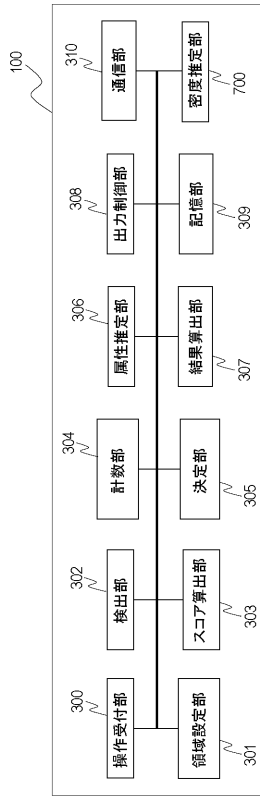 100
300
操作受付部
302
検出部
304
計数部
306
属性推定部
308
出力制御部
310
通信部
領域設定部
301
スコア算出部
303
決定部
305
結果算出部
307
記憶部
309
密度推定部
700